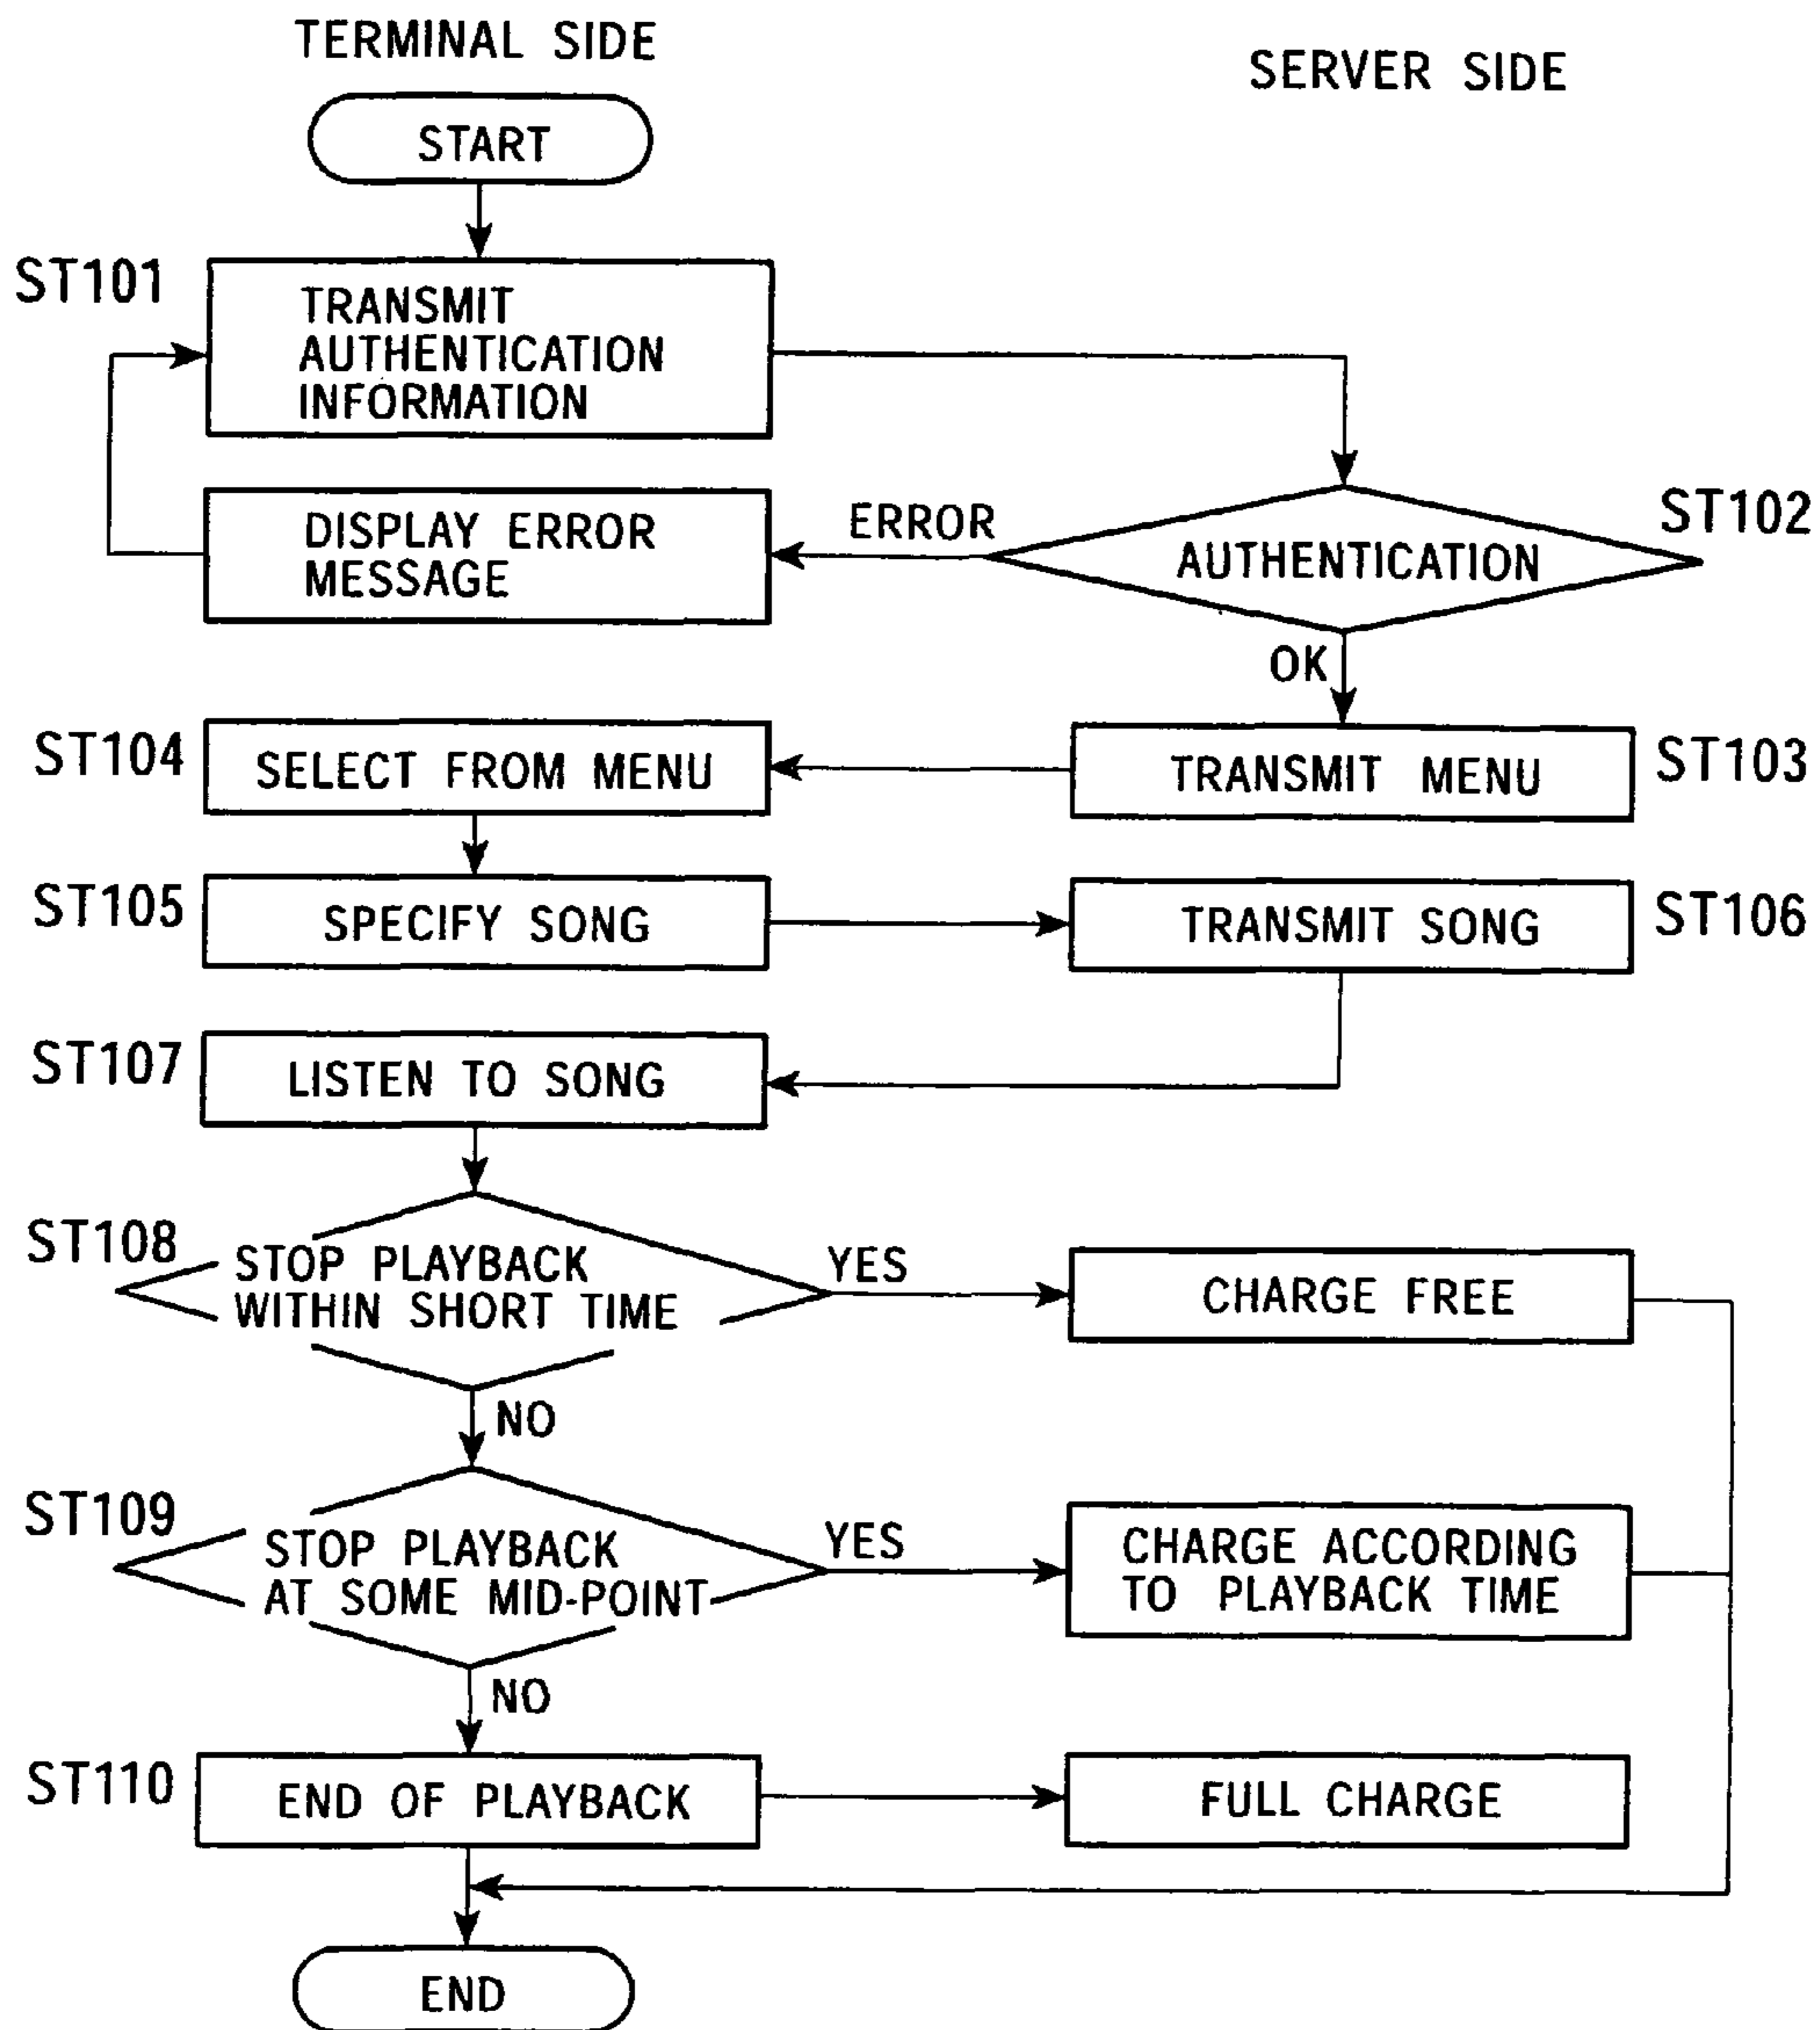 TERMINAL SIDE
SERVER SIDE
START
ST101
TRANSMIT
AUTHENTICATION
INFORMATION
DISPLAY ERROR
MESSAGE
ERROR
AUTHENTICATION
ST102
OK
ST104
SELECT FROM MENU
TRANSMIT MENU
ST103
ST105
SPECIFY SONG
TRANSMIT SONG
ST106
ST107
LISTEN TO SONG
ST108
STOP PLAYBACK
WITHIN SHORT TIME
YES
CHARGE FREE
NO
ST109
STOP PLAYBACK
AT SOME MID-POINT
YES
CHARGE ACCORDING
TO PLAYBACK TIME
NO
ST110
END OF PLAYBACK
FULL CHARGE
END